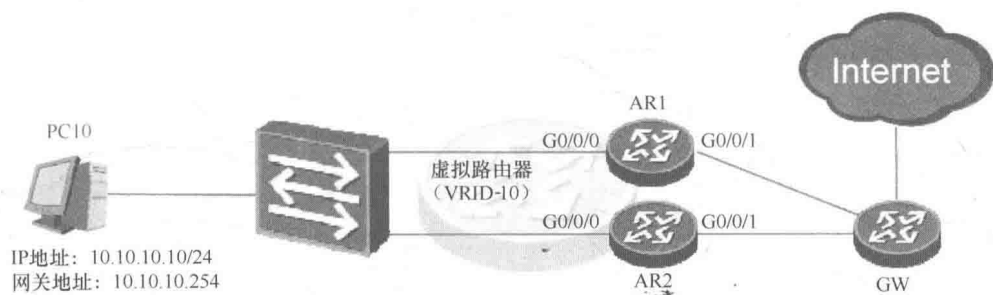 Internet
AR1
PC10
G0/0/0
G0/0/1
虚拟路由器
（VRID-10）
G0/0/0
G0/0/1
IP地址：10.10.10.10/24
网关地址：10.10.10.254
AR2
GW